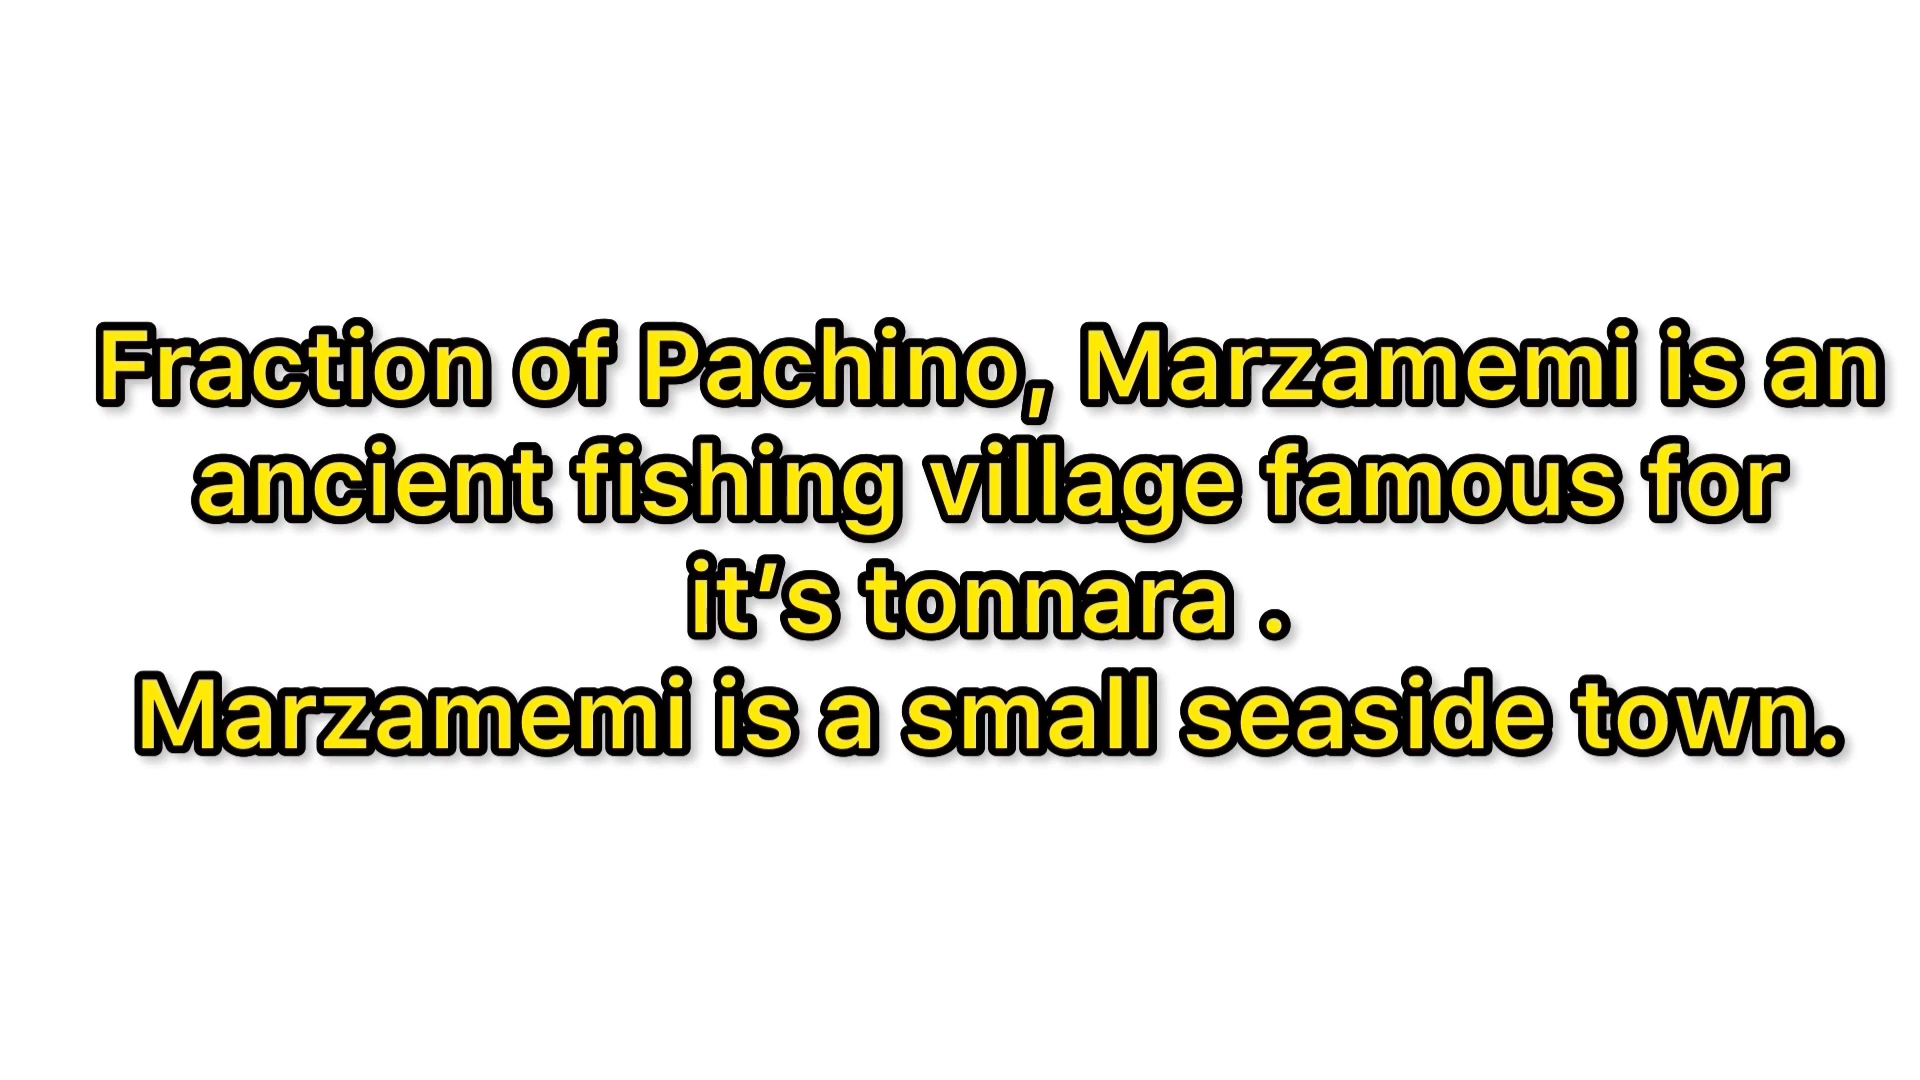 Fraction of Pachino, Marzamemi is an
ancient fishing village famous for
it’s tonnara .
Marzamemi is a small seaside town.